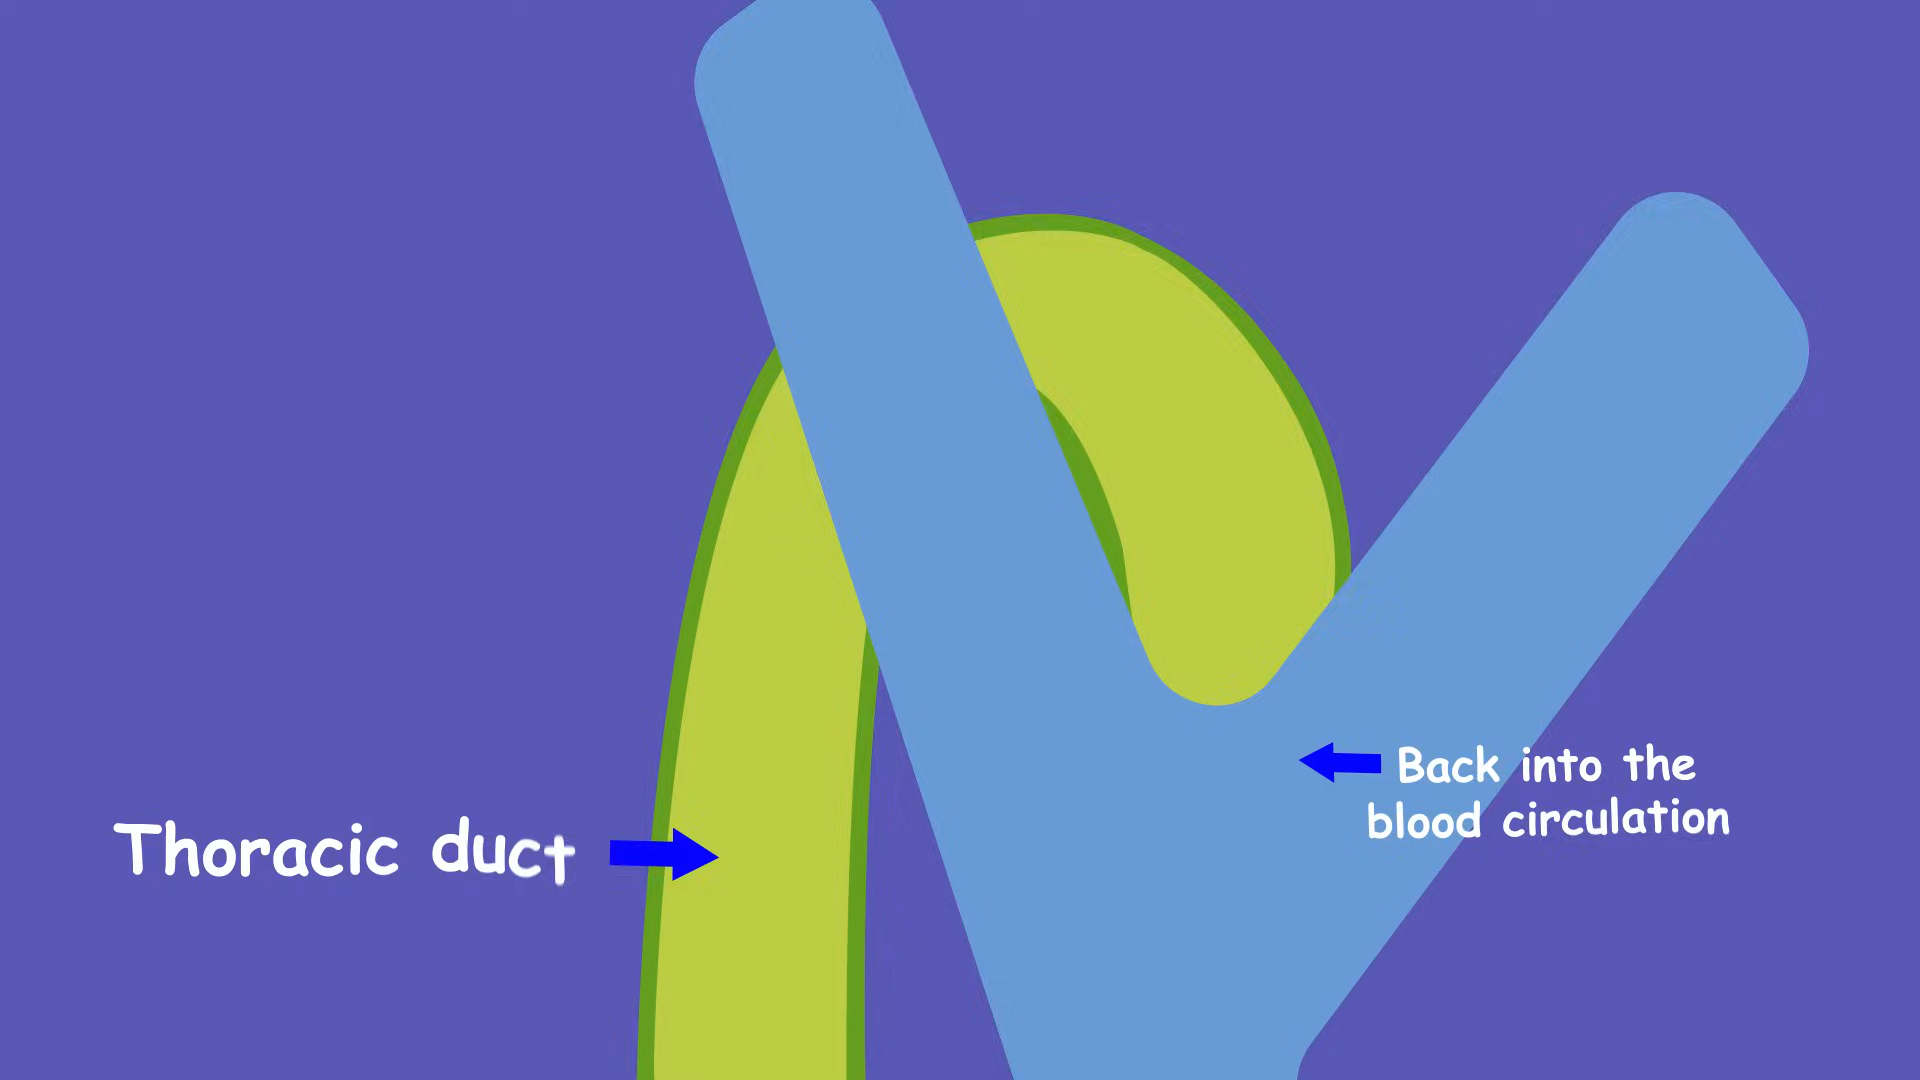 Back into the
blood circulation
Thoracic duct